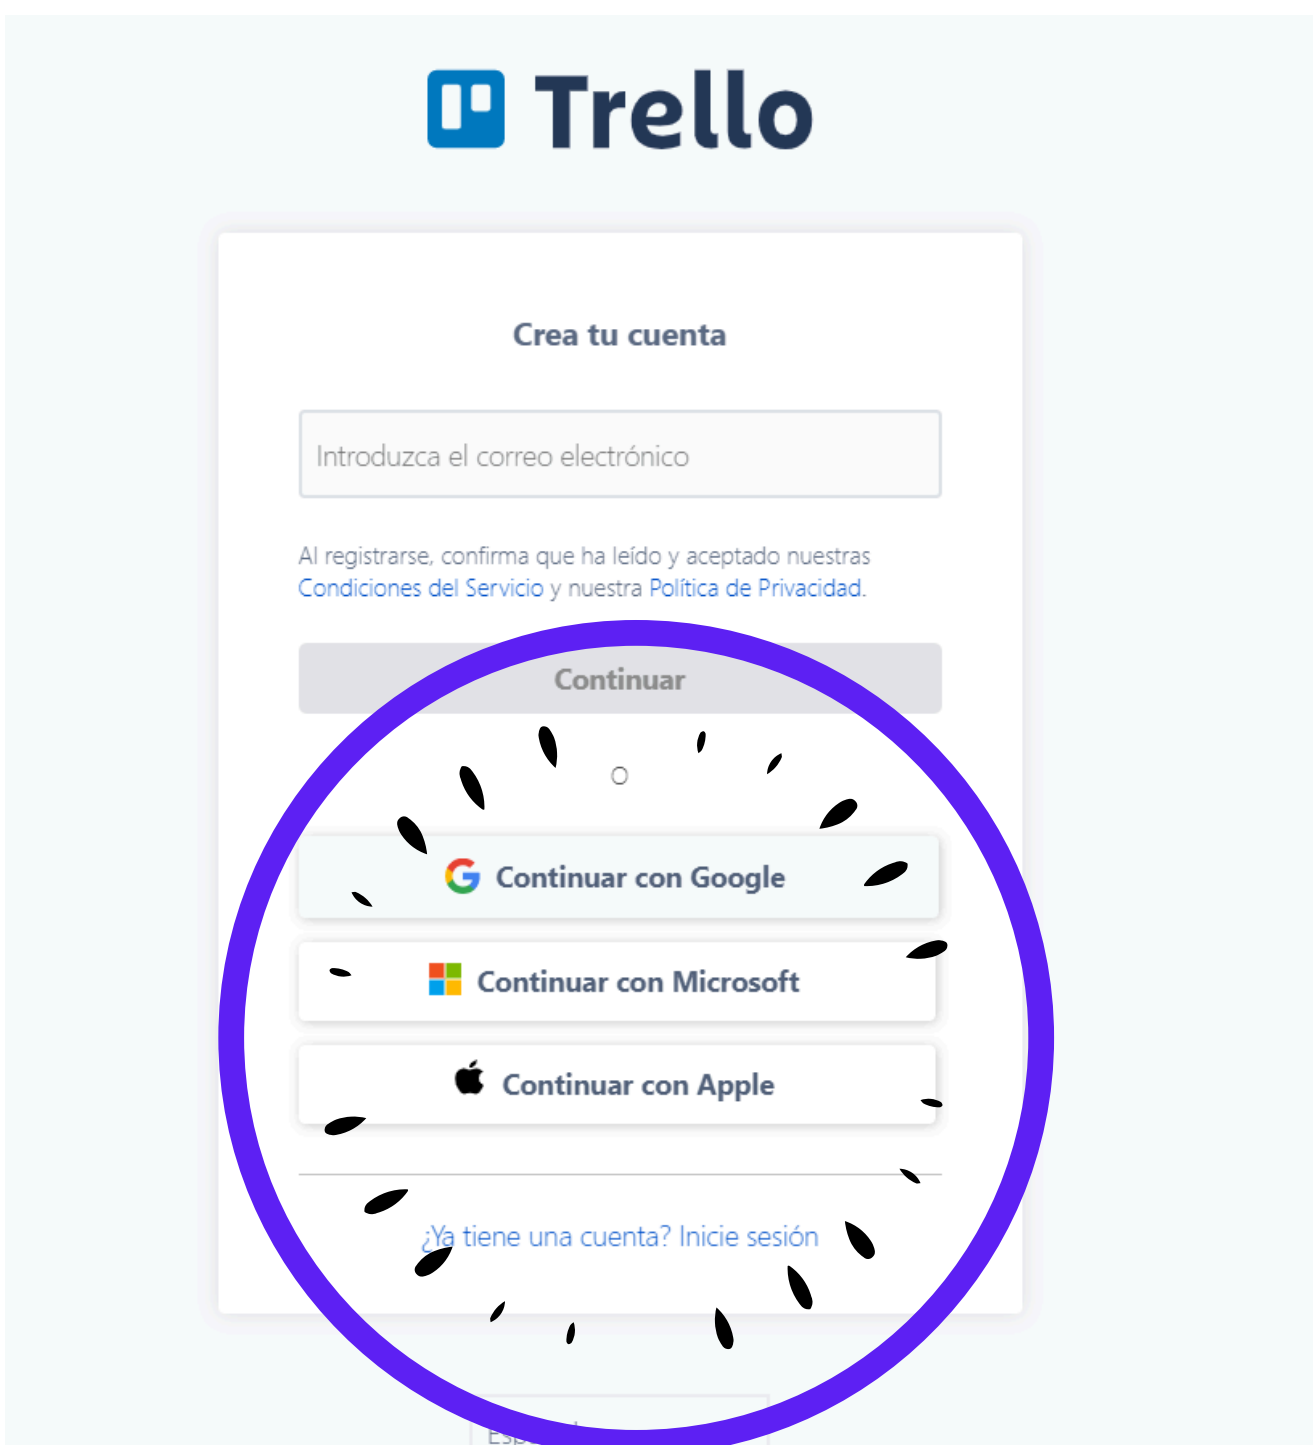 Trello
Crea tu cuenta
Introduzca el correo electrónico
Al registrarse, confirma que ha leído y aceptado nuestras
Condiciones del Servicio y nuestra Política de Privacidad.
Continuar
O
Continuar con Google
Continuar con Microsoft
Continuar con Apple
¿Ya tiene una cuenta? Inicie sesión